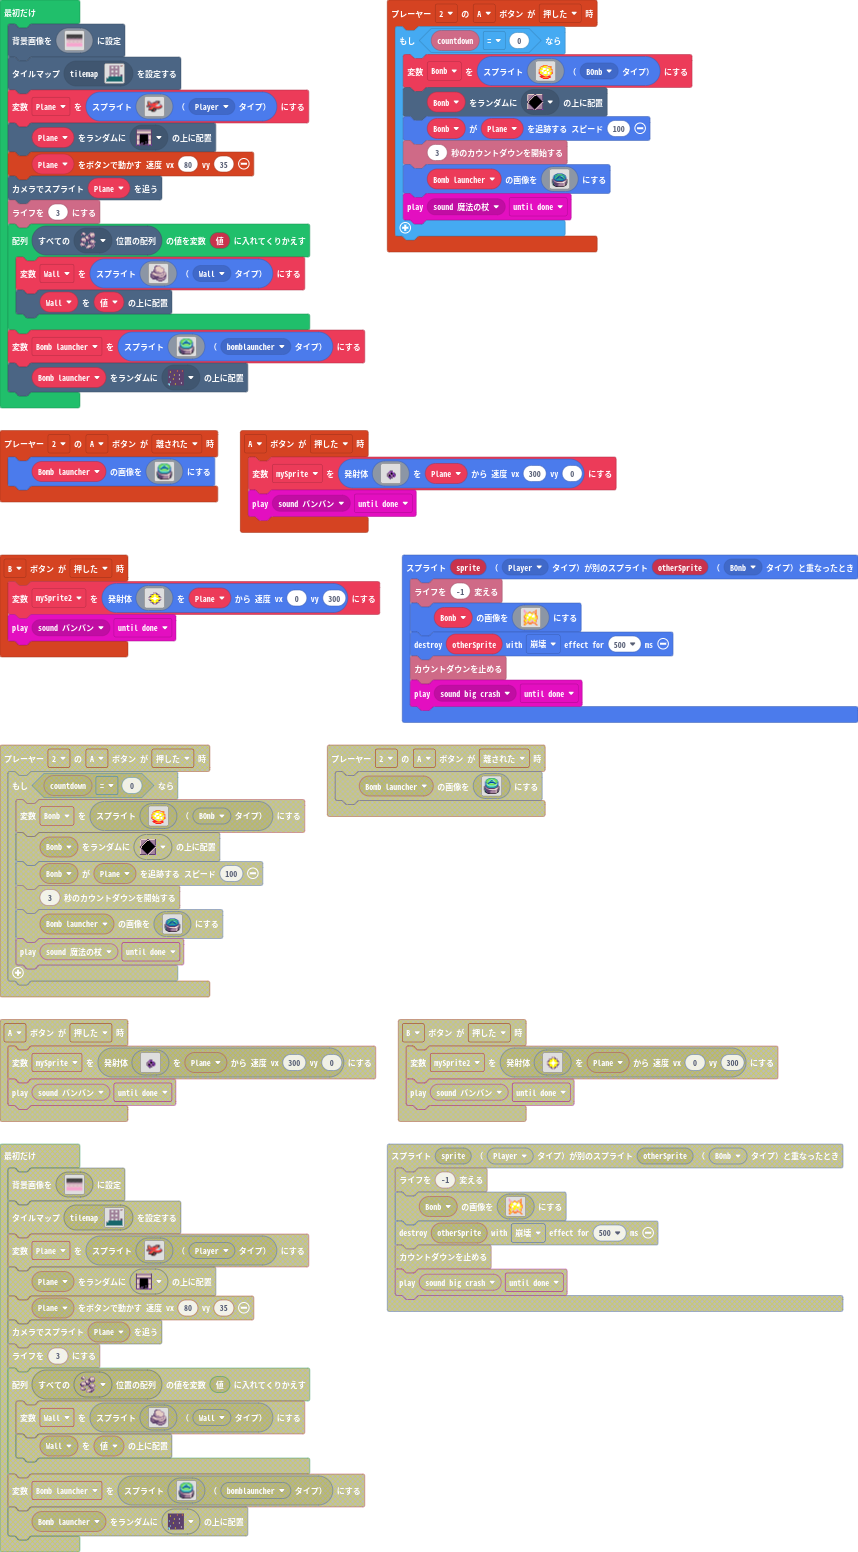 最初だけ
背景画像を に設定
タイルマップ tilemap を設定する
変数 Plane を スプライト ( Player タイプ) にする
Plane をランダムに の上に配置
Plane をボタンで動かす 速度 vx 80 vy 35
カメラでスプライト Plane を追う
ライフを 3 にする
配列 すべての 位置の配列 の値を変数 値 に入れてくりかえす
変数 Wall を スプライト ( Wall タイプ) にする
Wall を 値 の上に配置
変数 Bomb launcher を スプライト ( bomblauncher タイプ) にする
Bomb launcher をランダムに の上に配置
プレーヤー 2 の A ボタン が 押した 時
もし countdown = 0 なら
変数 Bonb を スプライト ( BOnb タイプ) にする
Bonb をランダムに の上に配置
Bonb が Plane を追跡する スピード 100
3 秒のカウントダウンを開始する
Bomb launcher の画像を にする
play sound 魔法の杖 until done
プレーヤー 2 の A ボタン が 離された 時
Bomb launcher の画像を にする
A ボタン が 押した 時
変数 mySprite を 発射体 を Plane から 速度 vx 300 vy 0 にする
play sound バンバン until done
B ボタン が 押した 時
変数 mySprite2 を 発射体 を Plane から 速度 vx 0 vy 300 にする
play sound バンバン until done
スプライト sprite ( Player タイプ) が別のスプライト otherSprite ( BOnb タイプ) と重なったとき
ライフを -1 変える
Bonb の画像を にする
destroy otherSprite with 崩壊 effect for 500 ms
カウントダウンを止める
play sound big crash until done
プレーヤー 2 の A ボタン が 押した 時
もし countdown = 0 なら
変数 Bonb を スプライト ( BOnb タイプ) にする
Bonb をランダムに の上に配置
Bonb が Plane を追跡する スピード 100
3 秒のカウントダウンを開始する
Bomb launcher の画像を にする
play sound 魔法の杖 until done
プレーヤー 2 の A ボタン が 離された 時
Bomb launcher の画像を にする
A ボタン が 押した 時
変数 mySprite を 発射体 を Plane から 速度 vx 300 vy 0 にする
play sound バンバン until done
B ボタン が 押した 時
変数 mySprite2 を 発射体 を Plane から 速度 vx 0 vy 300 にする
play sound バンバン until done
最初だけ
背景画像を に設定
タイルマップ tilemap を設定する
変数 Plane を スプライト ( Player タイプ) にする
Plane をランダムに の上に配置
Plane をボタンで動かす 速度 vx 80 vy 35
カメラでスプライト Plane を追う
ライフを 3 にする
配列 すべての 位置の配列 の値を変数 値 に入れてくりかえす
変数 Wall を スプライト ( Wall タイプ) にする
Wall を 値 の上に配置
変数 Bomb launcher を スプライト ( bomblauncher タイプ) にする
Bomb launcher をランダムに の上に配置
スプライト sprite ( Player タイプ) が別のスプライト otherSprite ( BOnb タイプ) と重なったとき
ライフを -1 変える
Bonb の画像を にする
destroy otherSprite with 崩壊 effect for 500 ms
カウントダウンを止める
play sound big crash until done